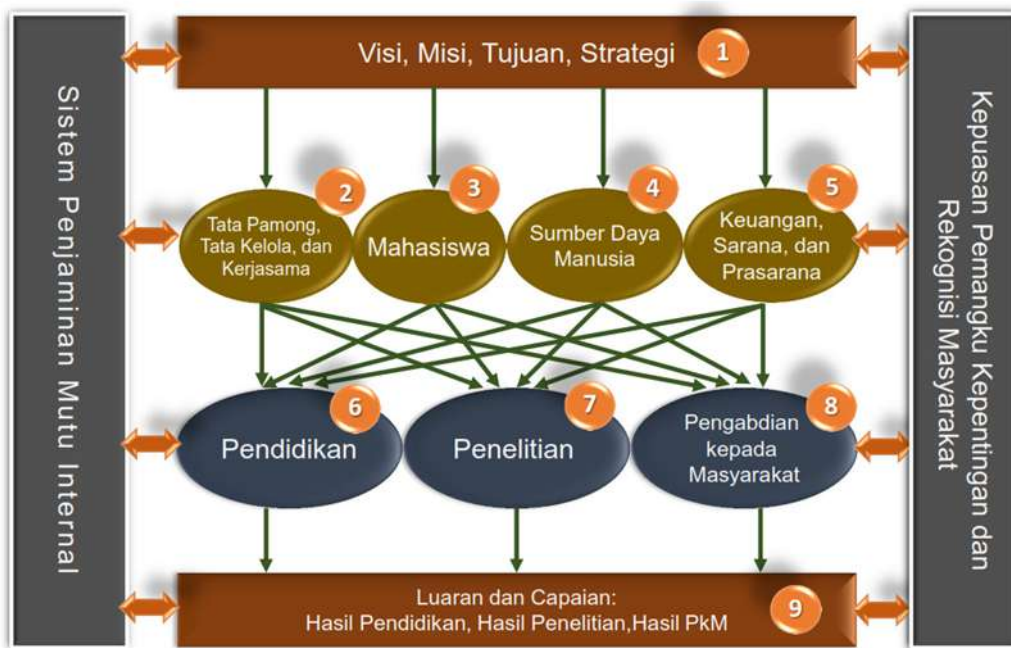 Sistem Penjaminan Mutu Internal
Visi, Misi, Tujuan, Strategi
1
2
Tata Pamong,
Tata Kelola, dan
Kerjasama
3
Mahasiswa
4
Sumber Daya
Manusia
5
Keuangan,
Sarana, dan
Prasarana
6
Pendidikan
7
Penelitian
8
Pengabdian
kepada
Masyarakat
9
Luaran dan Capaian:
Hasil Pendidikan, Hasil Penelitian,Hasil PkM
Kepuasan Pemangku Kepentingan dan
Rekognisi Masyarakat